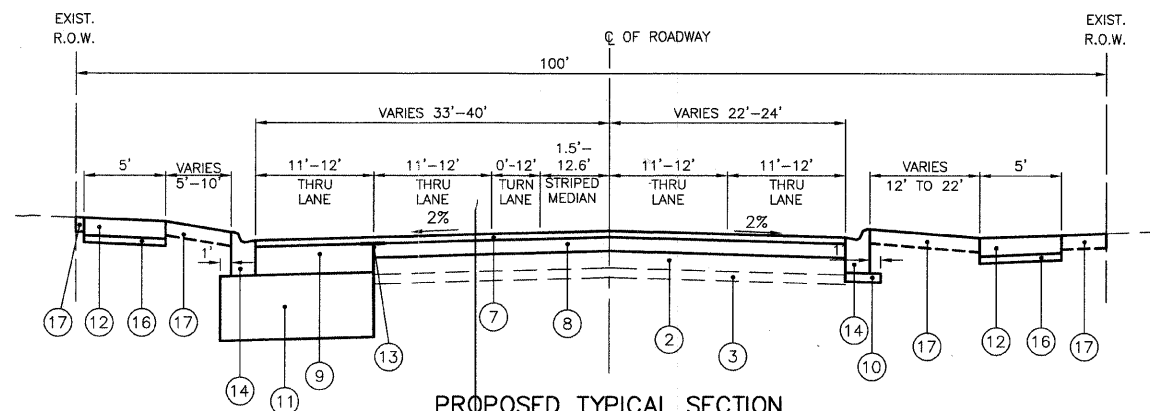 EXIST.
R.O.W.
℄ OF ROADWAY
EXIST.
R.O.W.
100'
VARIES 33'-40'
VARIES 22'-24'
5'
VARIES
5'-10'
11'-12'
THRU
LANE
11'-12'
THRU
LANE
0'-12'
TURN
LANE
1.5'-
12.6'
STRIPED
MEDIAN
11'-12'
THRU
LANE
11'-12'
THRU
LANE
VARIES
12' TO 22'
5'
2%
2%
1'
1'
17
12
16
17
14
11
9
13
7
8
2
3
14
10
17
12
16
17
PROPOSED TYPICAL SECTION